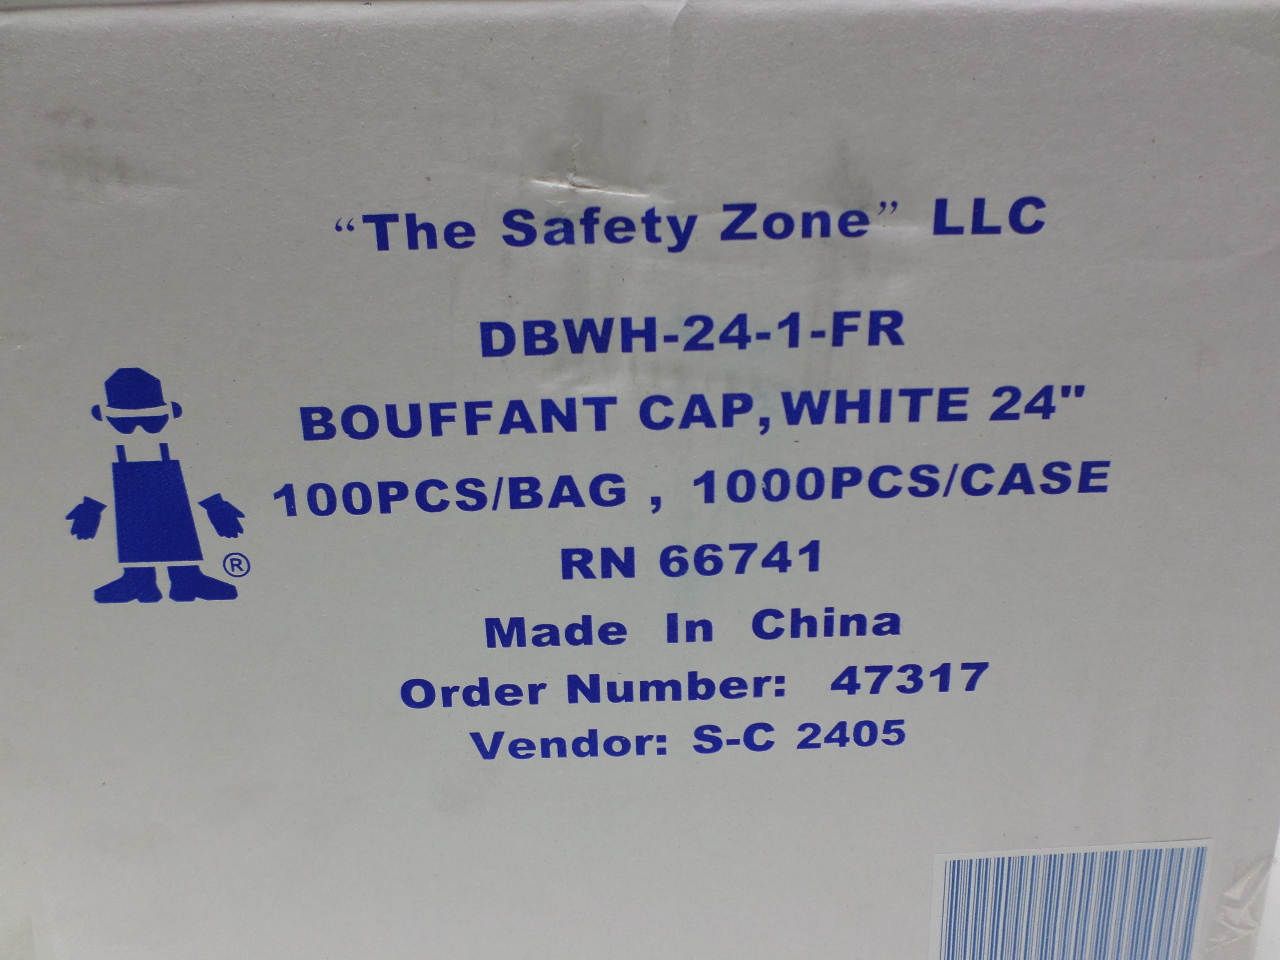 “The Safety Zone” LLC
DBWH-24-1-FR
BOUFFANT CAP, WHITE 24"
100PCS/BAG , 1000PCS/CASE
®
RN 66741
Made In China
Order Number: 47317
Vendor: S-C 2405